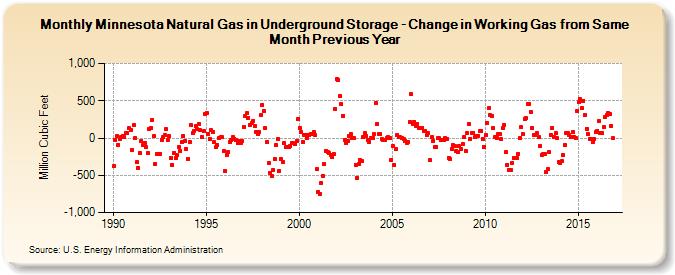 Monthly Minnesota Natural Gas in Underground Storage - Change in Working Gas from Same
Month Previous Year
Million Cubic Feet
1,000
500
0
-500
-1,000
1990
1995
2000
2005
2010
2015
Source: U.S. Energy Information Administration